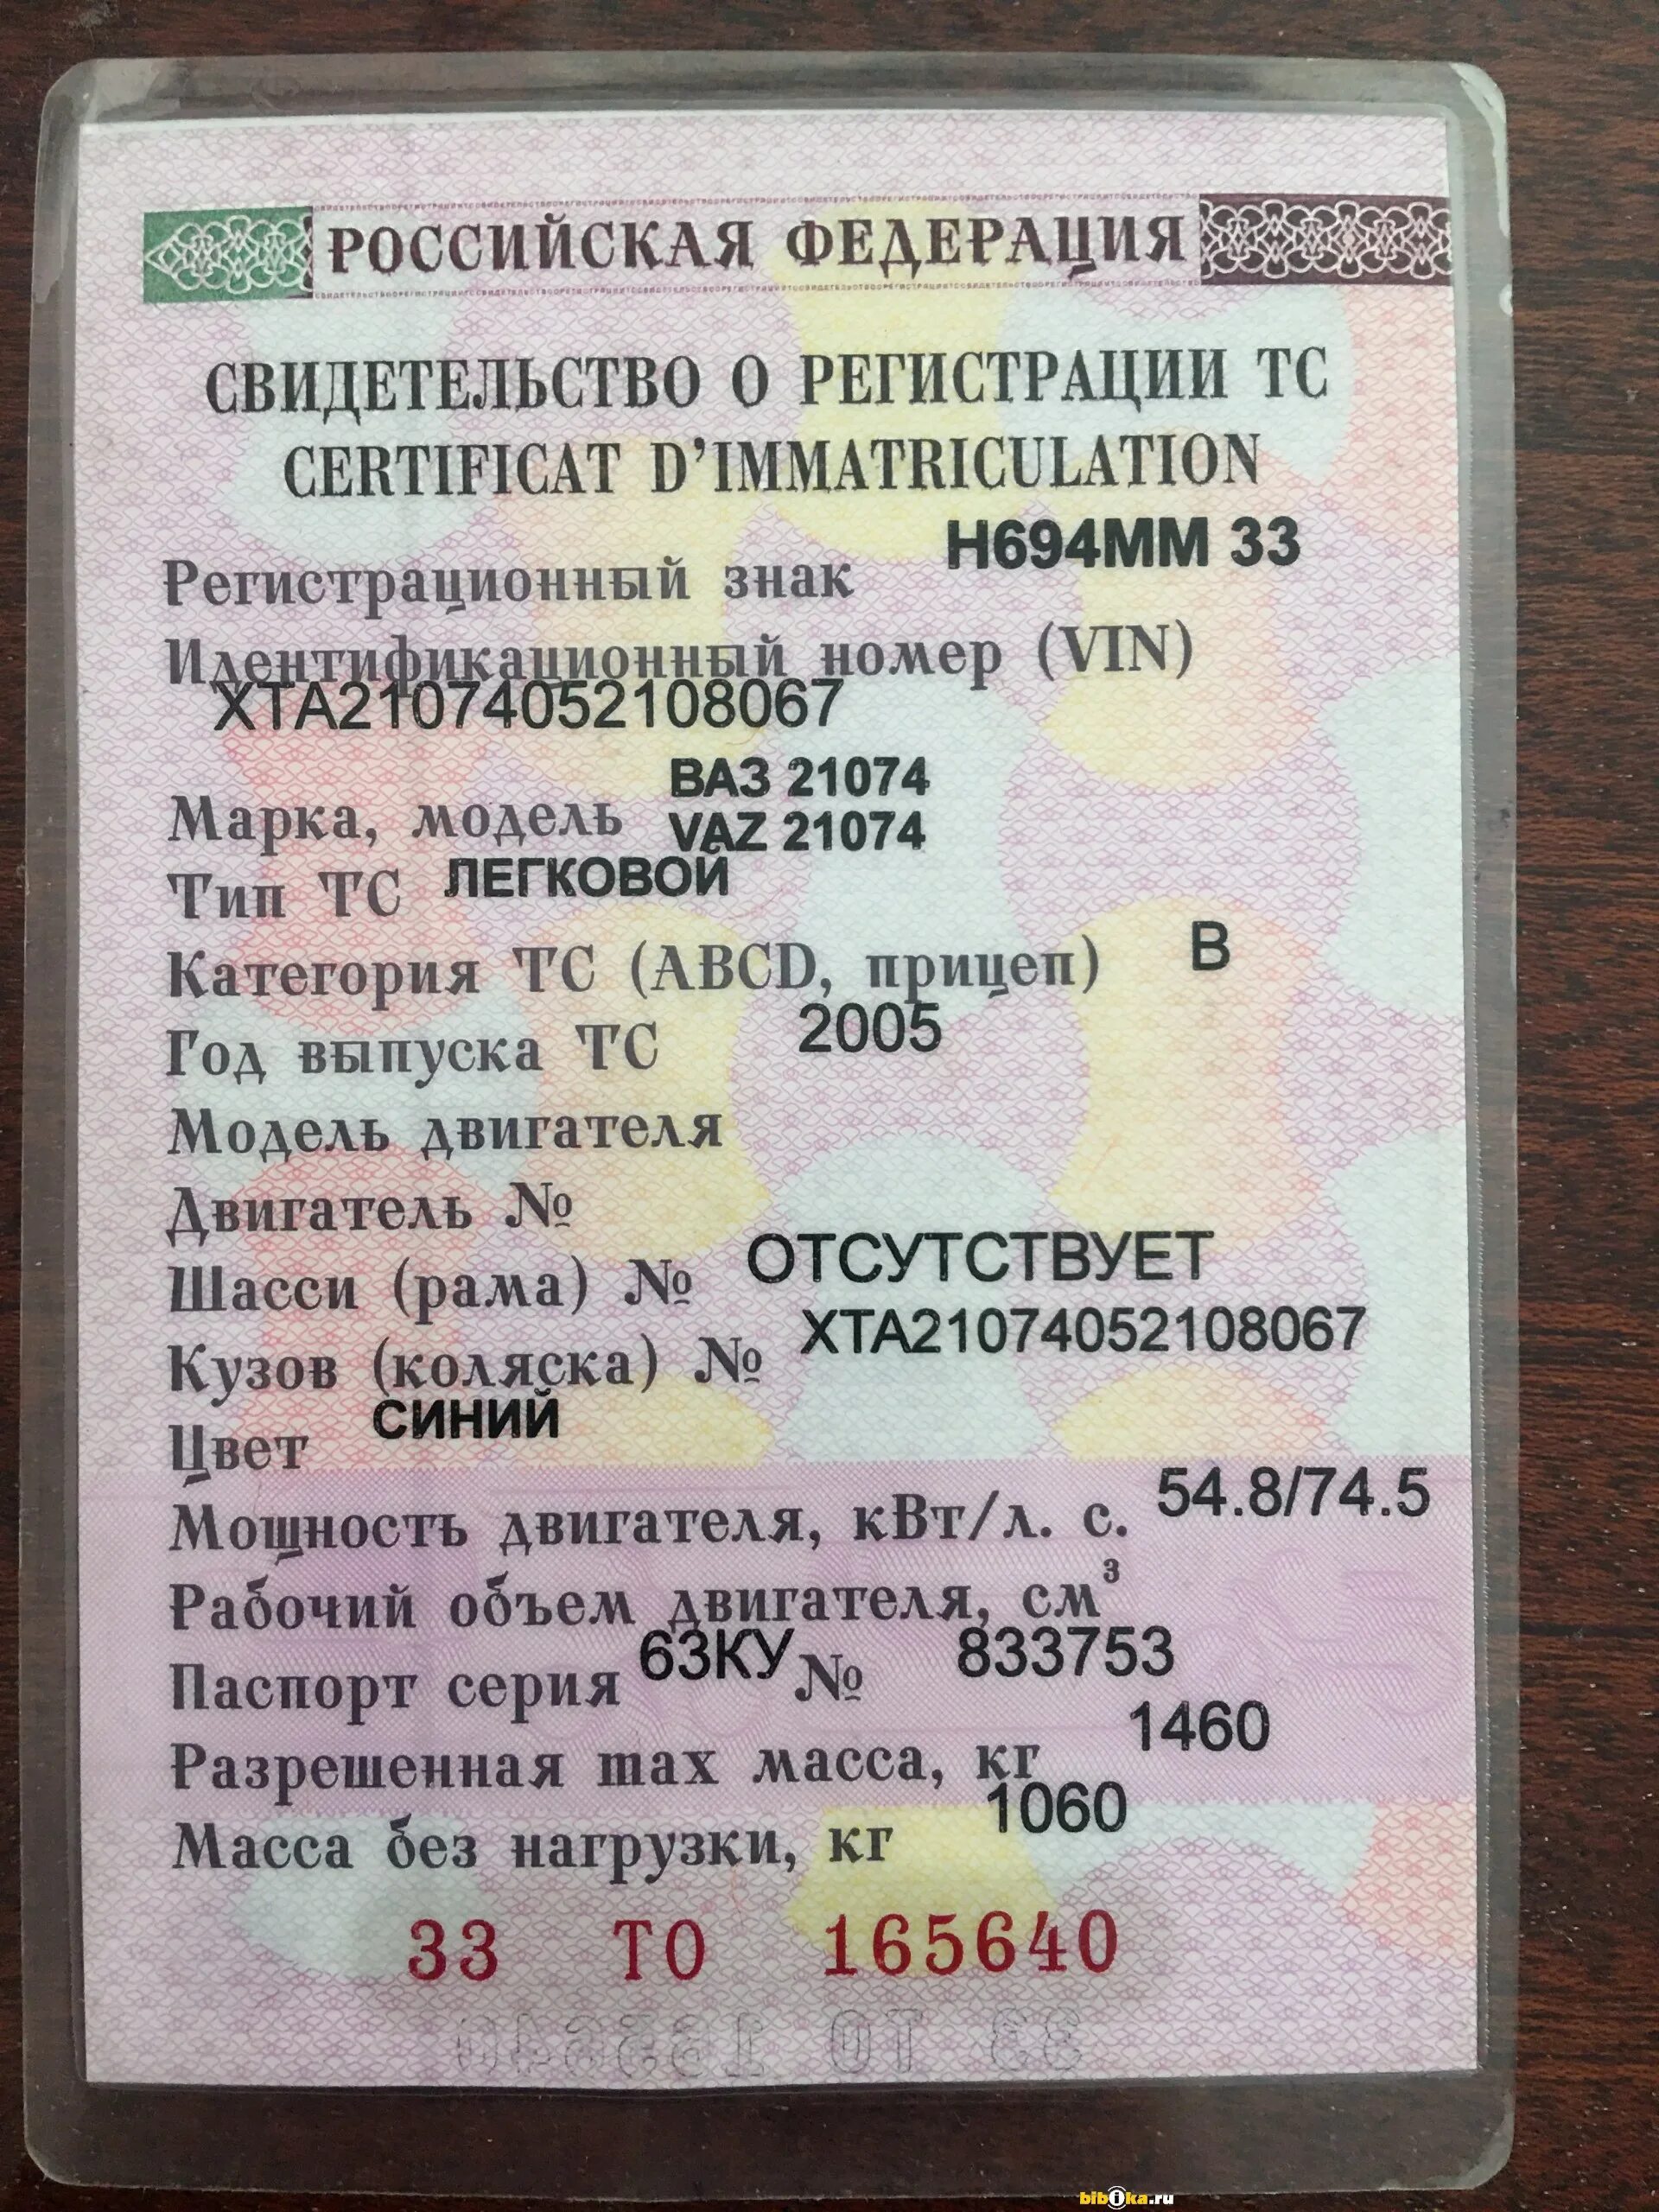 РОССИЙСКАЯ ФЕДЕРАЦИЯ
СВИДЕТЕЛЬСТВО О РЕГИСТРАЦИИ ТС
CERTIFICAT D'IMMATRICULATION
Регистрационный знак Н694ММ 33
Идентификационный номер (VIN)
ХТА21074052108067
Марка, модель ВАЗ 21074
VAZ 21074
Тип ТС ЛЕГКОВОЙ
Категория ТС (ABCD, прицеп) В
Год выпуска ТС 2005
Модель двигателя
Двигатель №
Шасси (рама) № ОТСУТСТВУЕТ
Кузов (коляска) № ХТА21074052108067
Цвет СИНИЙ
Мощность двигателя, кВт/л. с. 54.8/74.5
Рабочий объем двигателя, см³
Паспорт серия 63КУ № 833753
Разрешенная max масса, кг 1460
Масса без нагрузки, кг 1060
33 ТО 165640
bibika.ru